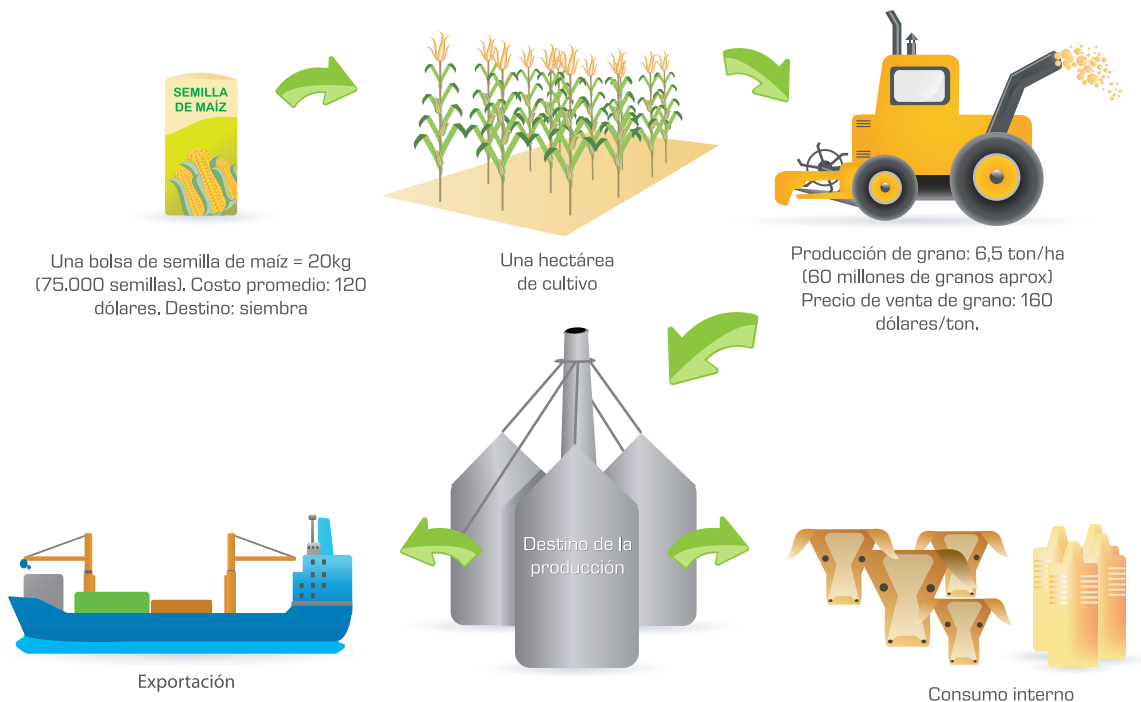 SEMILLA
DE MAÍZ
Una bolsa de semilla de maíz = 20kg
(75.000 semillas). Costo promedio: 120
dólares. Destino: siembra
Una hectárea
de cultivo
Producción de grano: 6,5 ton/ha
(60 millones de granos aprox)
Precio de venta de grano: 160
dólares/ton.
Destino de la
producción
Exportación
Consumo interno